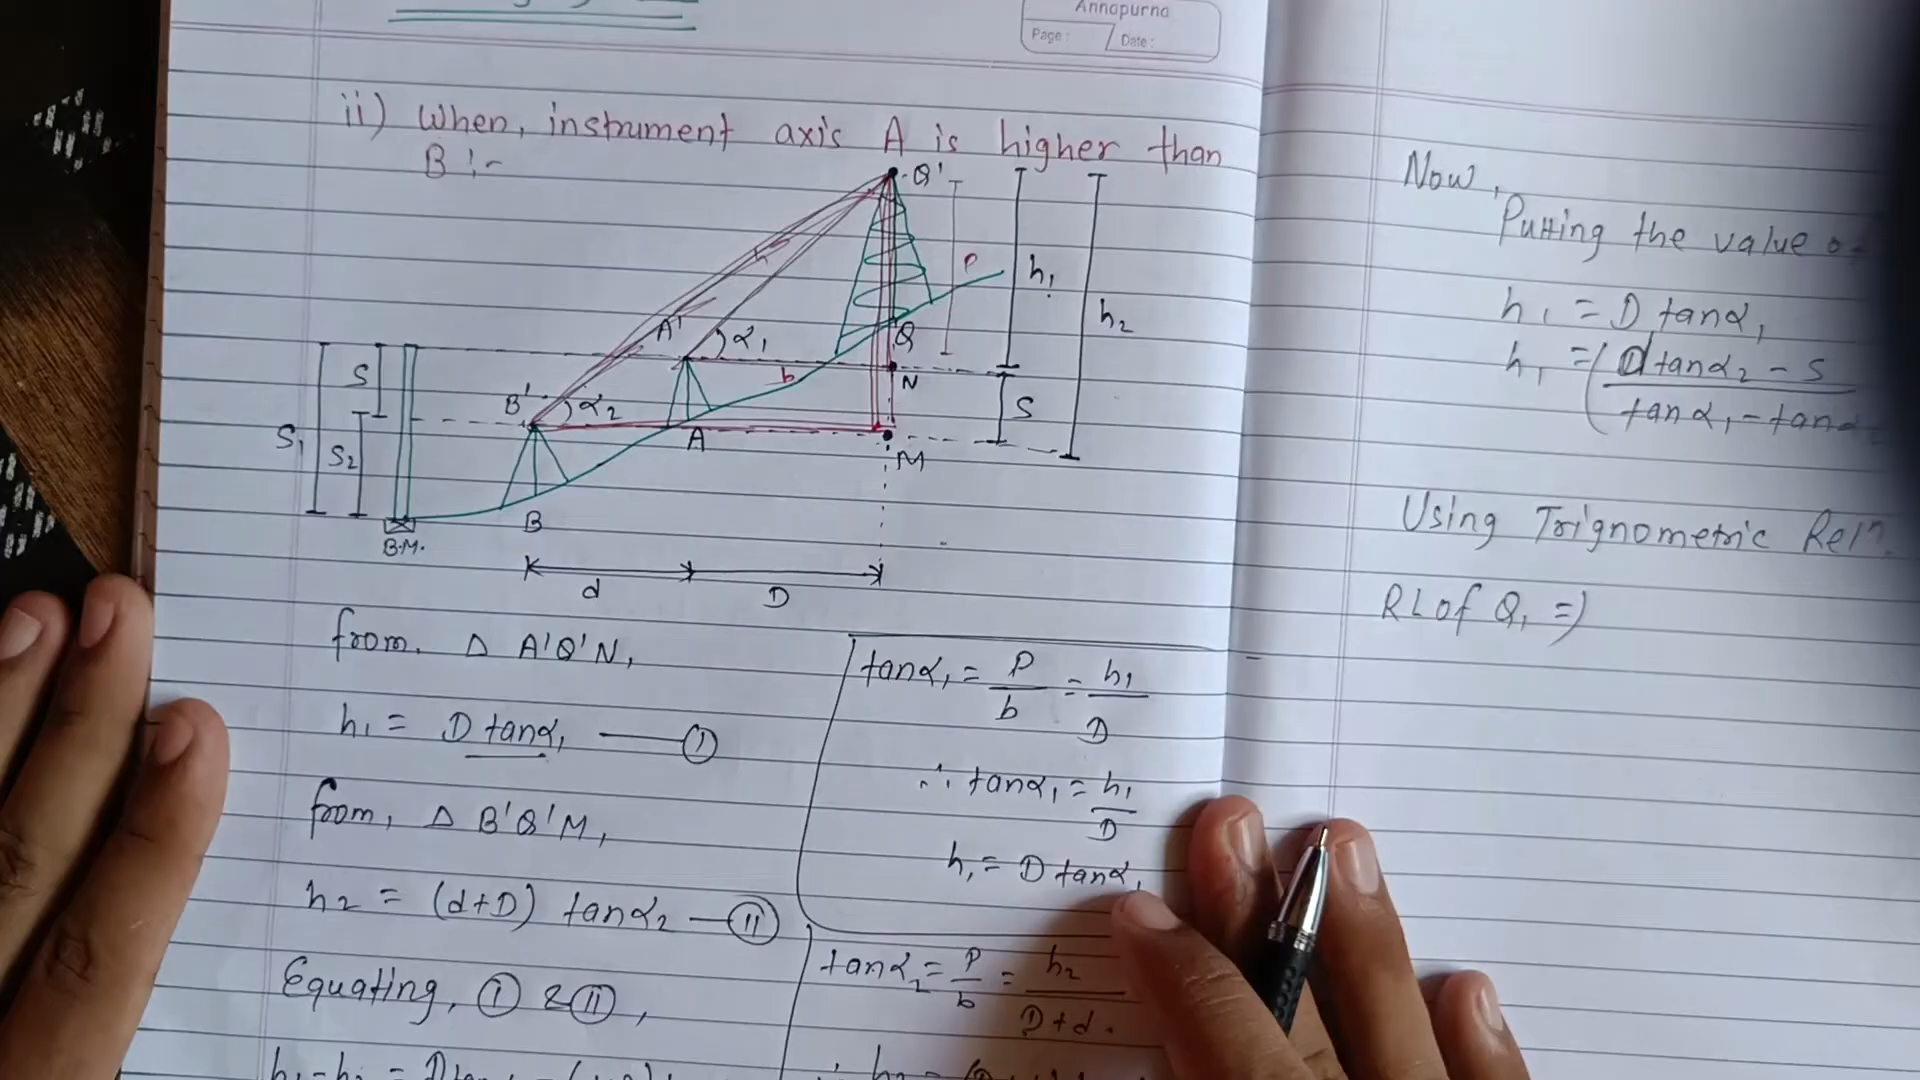 Annapurna
Page: Date:
ii) When, instrument axis A is higher than
B :-
Q'
P
h₁
h₂
A'
α₁
Q
b
N
S
B'
α₂
S
A
M
S₁
S₂
B
B.M.
d
D
from, Δ A'Q'N,
h₁ = D tanα₁ — Ⓘ
from, Δ B'Q'M,
h₂ = (d+D) tanα₂ — Ⓘ Ⓘ
Equating, Ⓘ & Ⓘ Ⓘ,
tanα₁ = P/b = h₁/D
∴ tanα₁ = h₁/D
h₁ = D tanα₁
tanα₂ = P/b = h₂/D+d.
Now,
Putting the value
h₁ = D tanα₁
h₁ = (d tanα₂ - S / tanα₁ - tan
Using Trignometric Relⁿ.
RL of Q₁ =)